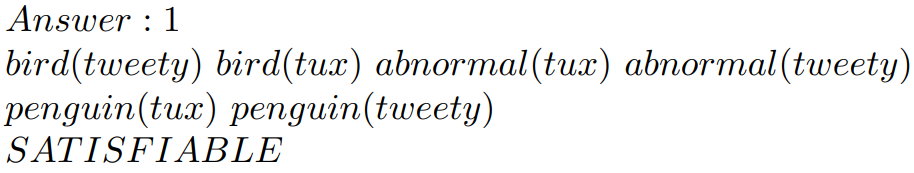 Answer : 1
bird(tweety) bird(tux) abnormal(tux) abnormal(tweety)
penguin(tux) penguin(tweety)
SATISFIABLE